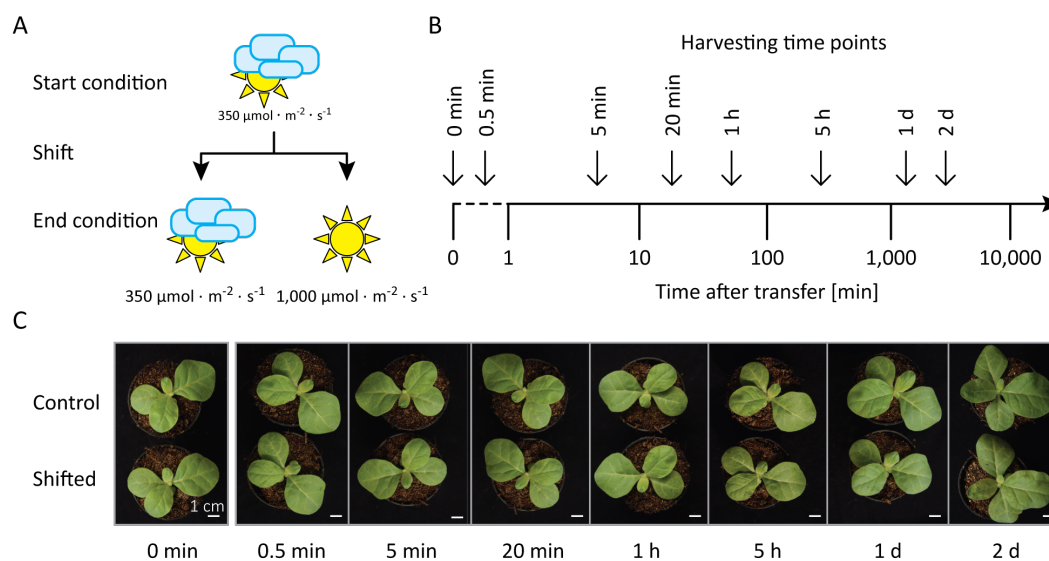 A
Start condition
350 µmol · m⁻² · s⁻¹
Shift
End condition
350 µmol · m⁻² · s⁻¹ 1,000 µmol · m⁻² · s⁻¹
B
Harvesting time points
0 min 0.5 min 5 min 20 min 1 h 5 h 1 d 2 d
0 1 10 100 1,000 10,000
Time after transfer [min]
C
Control
Shifted
1 cm
0 min 0.5 min 5 min 20 min 1 h 5 h 1 d 2 d